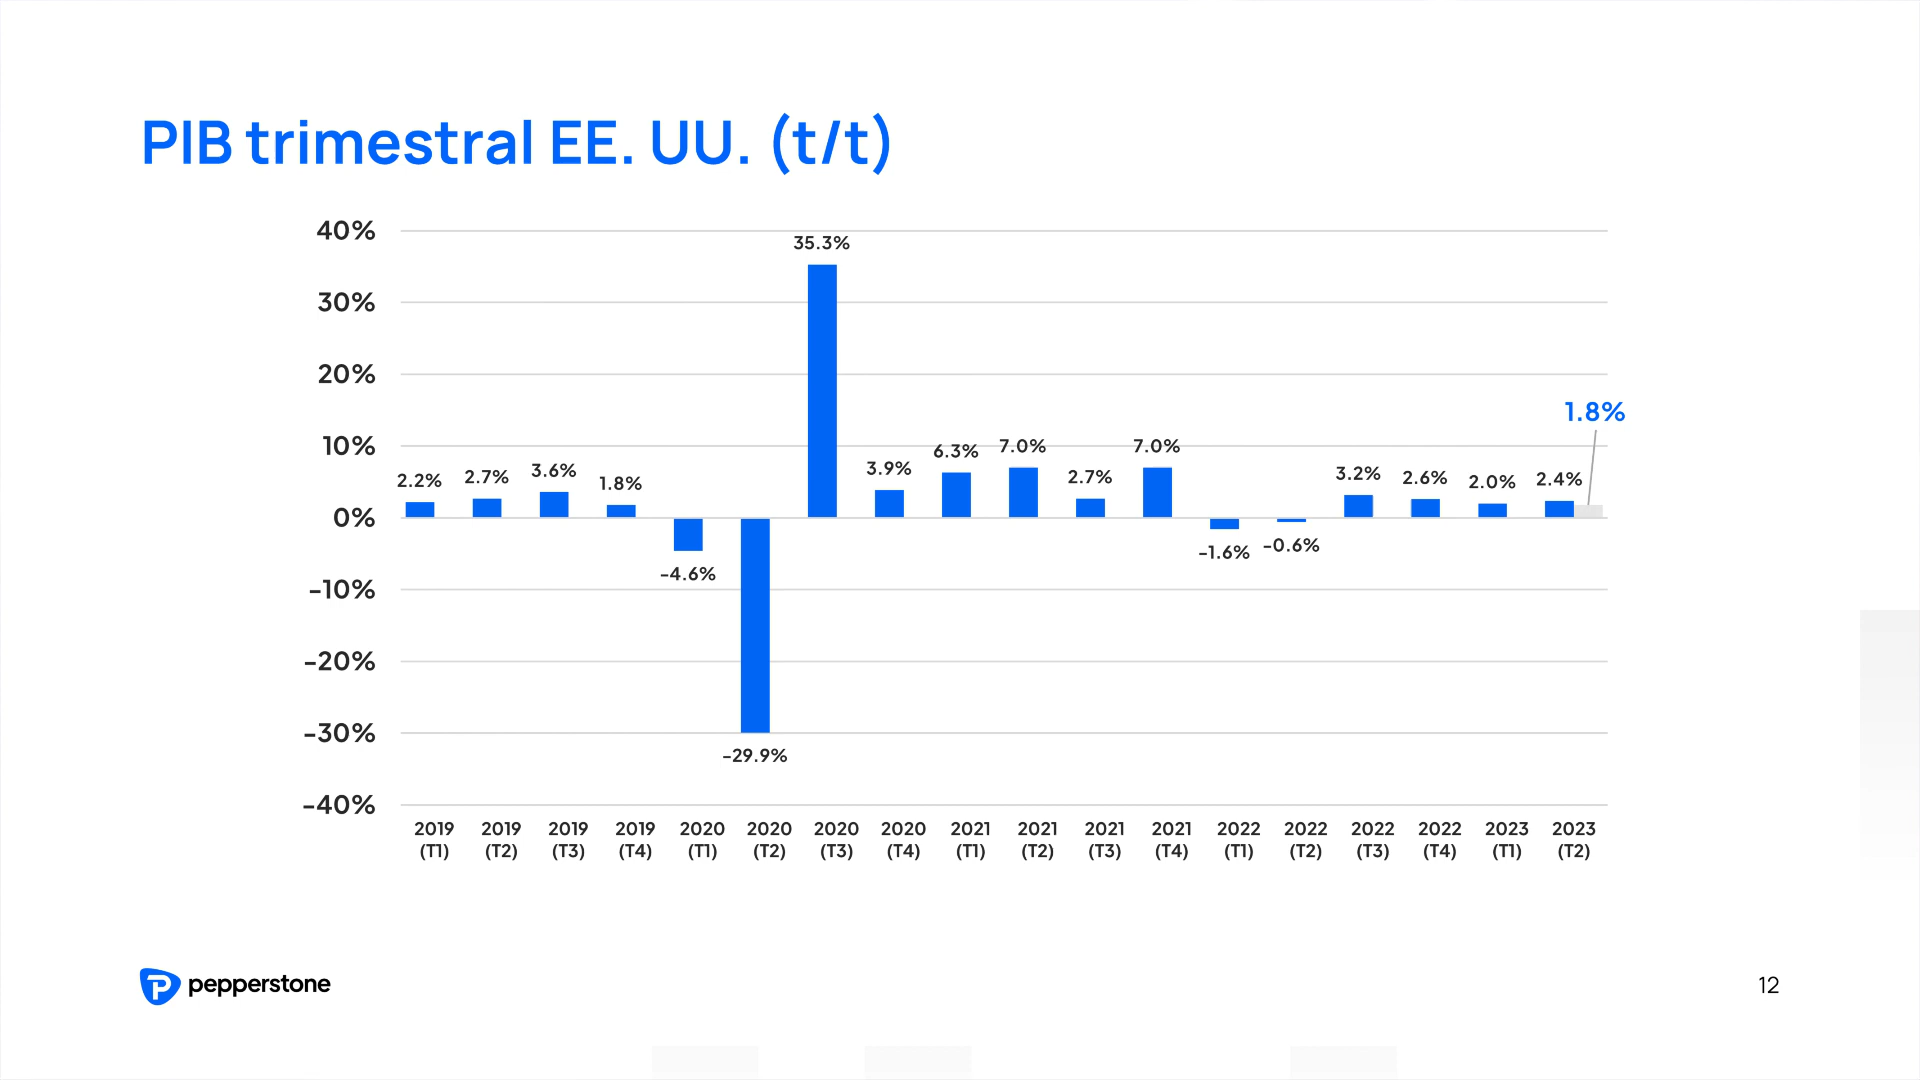 PIB trimestral EE. UU. (t/t)
40%
30%
20%
10%
0%
-10%
-20%
-30%
-40%
2.2%
2.7%
3.6%
1.8%
-4.6%
-29.9%
35.3%
3.9%
6.3%
7.0%
2.7%
7.0%
-1.6%
-0.6%
3.2%
2.6%
2.0%
2.4%
1.8%
2019 (T1)
2019 (T2)
2019 (T3)
2019 (T4)
2020 (T1)
2020 (T2)
2020 (T3)
2020 (T4)
2021 (T1)
2021 (T2)
2021 (T3)
2021 (T4)
2022 (T1)
2022 (T2)
2022 (T3)
2022 (T4)
2023 (T1)
2023 (T2)
pepperstone
12